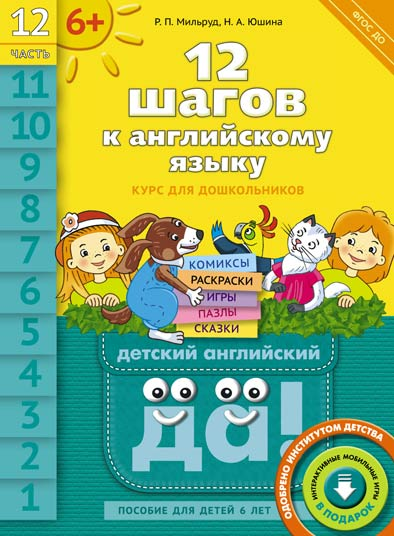 12
ЧАСТЬ
11
10
9
8
7
6
5
4
3
2
1
6+
Р. П. Мильруд, Н. А. Юшина
ФГОС ДО
12
шагов
к английскому
языку
КУРС ДЛЯ ДОШКОЛЬНИКОВ
КОМИКСЫ
РАСКРАСКИ
ИГРЫ
ПАЗЛЫ
СКАЗКИ
детский английский
да!
ПОСОБИЕ ДЛЯ ДЕТЕЙ 6 ЛЕТ
ОДОБРЕНО ИНСТИТУТОМ ДЕТСТВА
ИНТЕРАКТИВНЫЕ МОБИЛЬНЫЕ ИГРЫ
В ПОДАРОК